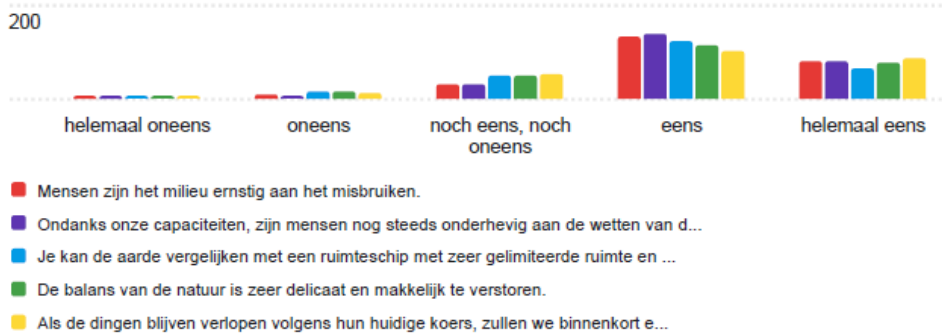 200
helemaal oneens
oneens
noch eens, noch
oneens
eens
helemaal eens
Mensen zijn het milieu ernstig aan het misbruiken.
Ondanks onze capaciteiten, zijn mensen nog steeds onderhevig aan de wetten van d...
Je kan de aarde vergelijken met een ruimteschip met zeer gelimiteerde ruimte en ...
De balans van de natuur is zeer delicaat en makkelijk te verstoren.
Als de dingen blijven verlopen volgens hun huidige koers, zullen we binnenkort e...